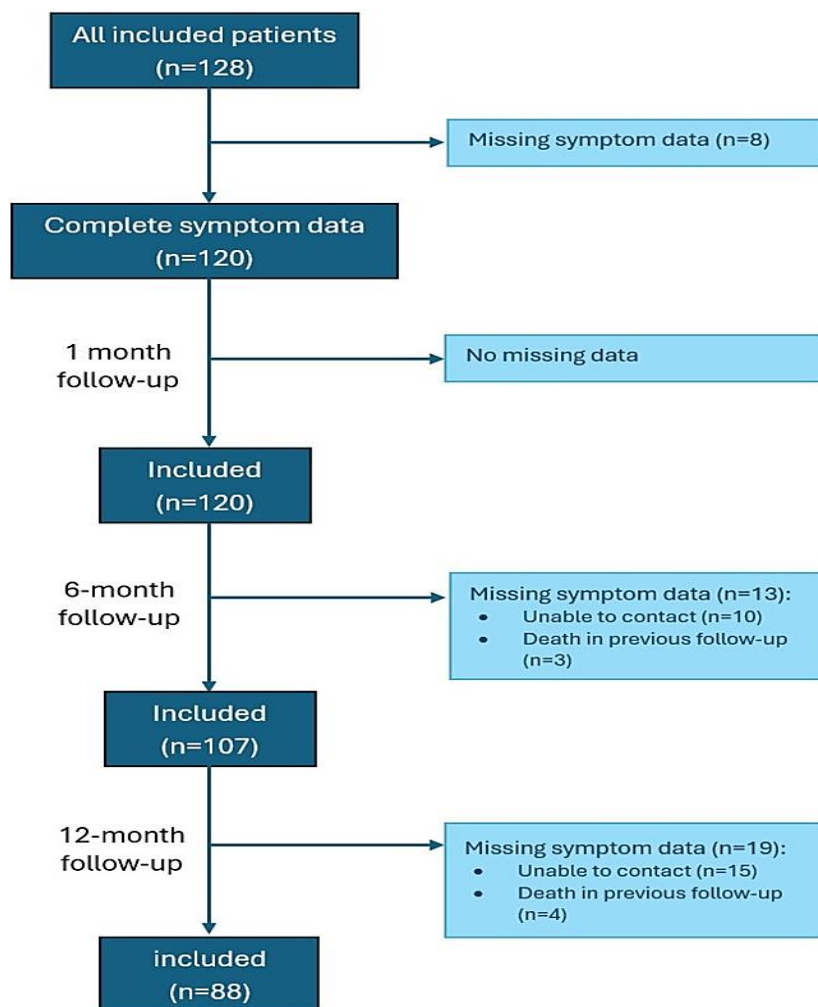 All included patients
(n=128)
Missing symptom data (n=8)
Complete symptom data
(n=120)
1 month
follow-up
No missing data
Included
(n=120)
6-month
follow-up
Missing symptom data (n=13):
• Unable to contact (n=10)
• Death in previous follow-up
(n=3)
Included
(n=107)
12-month
follow-up
Missing symptom data (n=19):
• Unable to contact (n=15)
• Death in previous follow-up
(n=4)
included
(n=88)